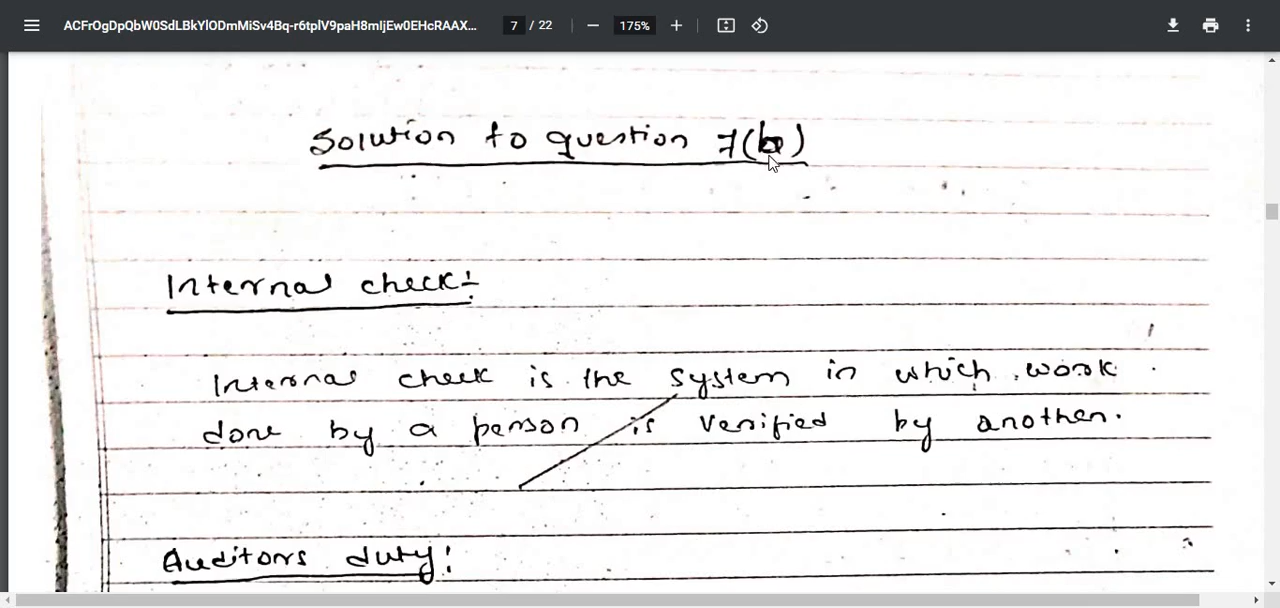 ACFrOgDpQbW0SdLBkYlODmMiSv4Bq-r6tplV9paH8mIjEw0EHcRAAX...
7 / 22
175%
Solution to question 7(b)
Internal check:
Internal check is the system in which work
done by a person is verified by another.
Auditors duty: